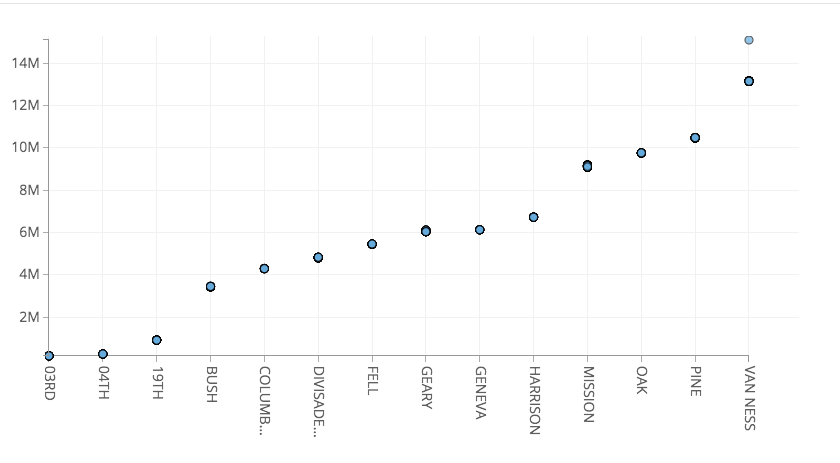 14M
12M
10M
8M
6M
4M
2M
03RD
04TH
19TH
BUSH
COLUMB...
DIVISADE...
FELL
GEARY
GENEVA
HARRISON
MISSION
OAK
PINE
VAN NESS